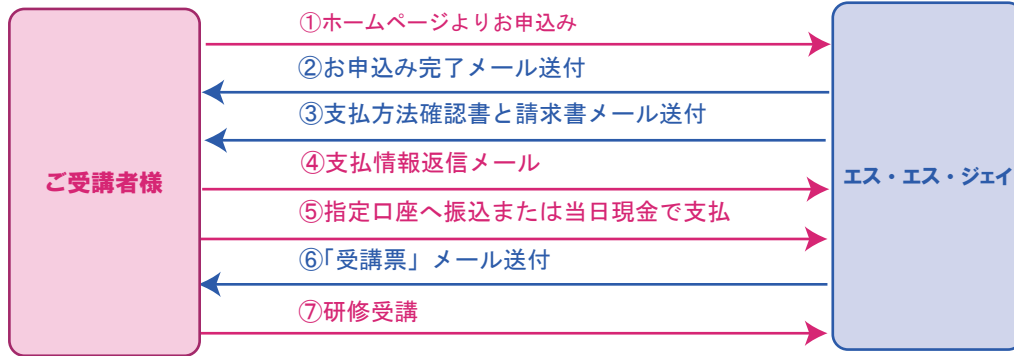 ①ホームページよりお申込み
②お申込み完了メール送付
③支払方法確認書と請求書メール送付
④支払情報返信メール
ご受講者様
エス・エス・ジェイ
⑤指定口座へ振込または当日現金で支払
⑥「受講票」メール送付
⑦研修受講